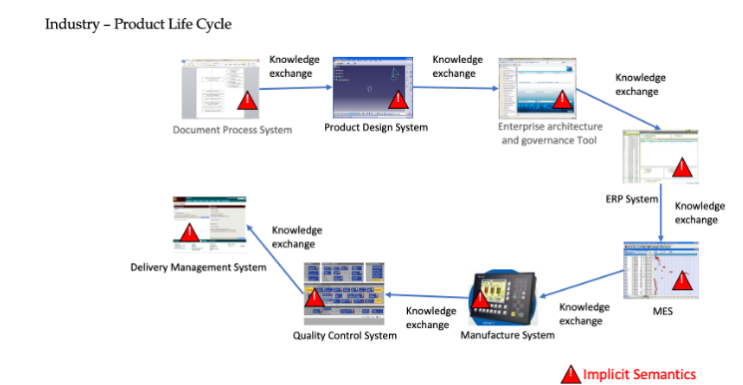 Industry – Product Life Cycle
Knowledge
exchange
Knowledge
exchange
Knowledge
exchange
Document Process System
Product Design System
Enterprise architecture
and governance Tool
ERP System
Knowledge
exchange
Knowledge
exchange
Delivery Management System
MES
Knowledge
exchange
Knowledge
exchange
Quality Control System
Manufacture System
Implicit Semantics